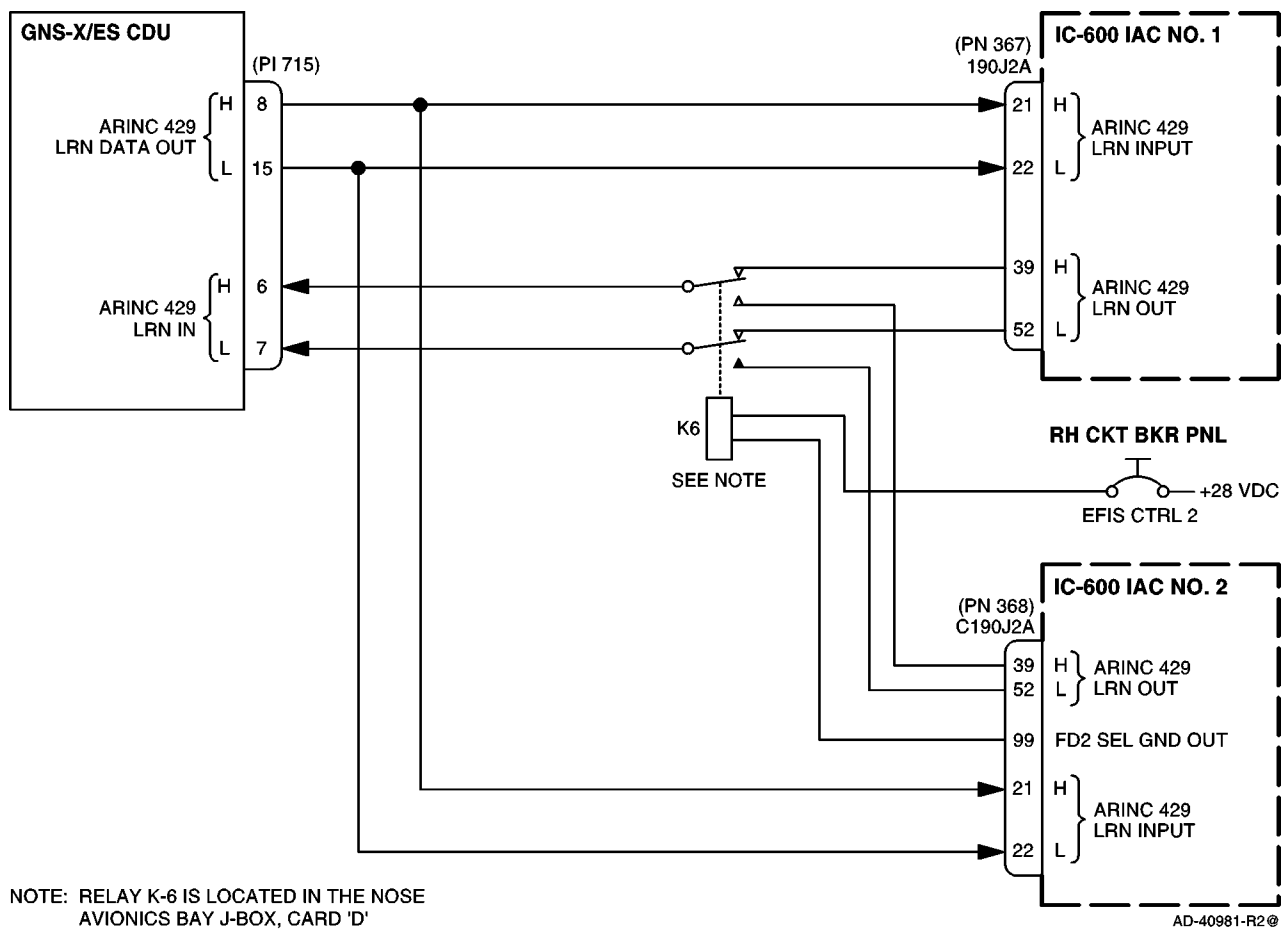 GNS-X/ES CDU
(PI 715)
ARINC 429
LRN DATA OUT
H
L
8
15
ARINC 429
LRN IN
H
L
6
7
(PN 367)
190J2A
IC-600 IAC NO. 1
21
22
H
L
ARINC 429
LRN INPUT
39
52
H
L
ARINC 429
LRN OUT
K6
SEE NOTE
RH CKT BKR PNL
+28 VDC
EFIS CTRL 2
(PN 368)
C190J2A
IC-600 IAC NO. 2
39
52
H
L
ARINC 429
LRN OUT
99
FD2 SEL GND OUT
21
22
H
L
ARINC 429
LRN INPUT
NOTE: RELAY K-6 IS LOCATED IN THE NOSE
AVIONICS BAY J-BOX, CARD 'D'
AD-40981-R2@